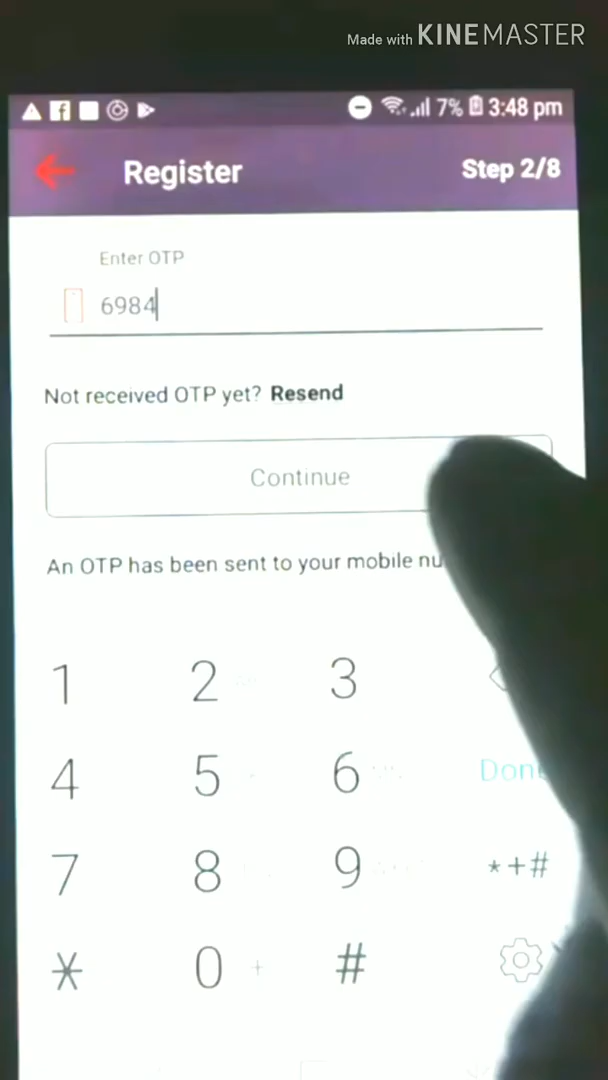 Made with KINEMASTER
7% 3:48 pm
Register Step 2/8
Enter OTP
6984
Not received OTP yet? Resend
Continue
An OTP has been sent to your mobile
1 2 3
4 5 6
7 8 9 *+#
* 0 + #